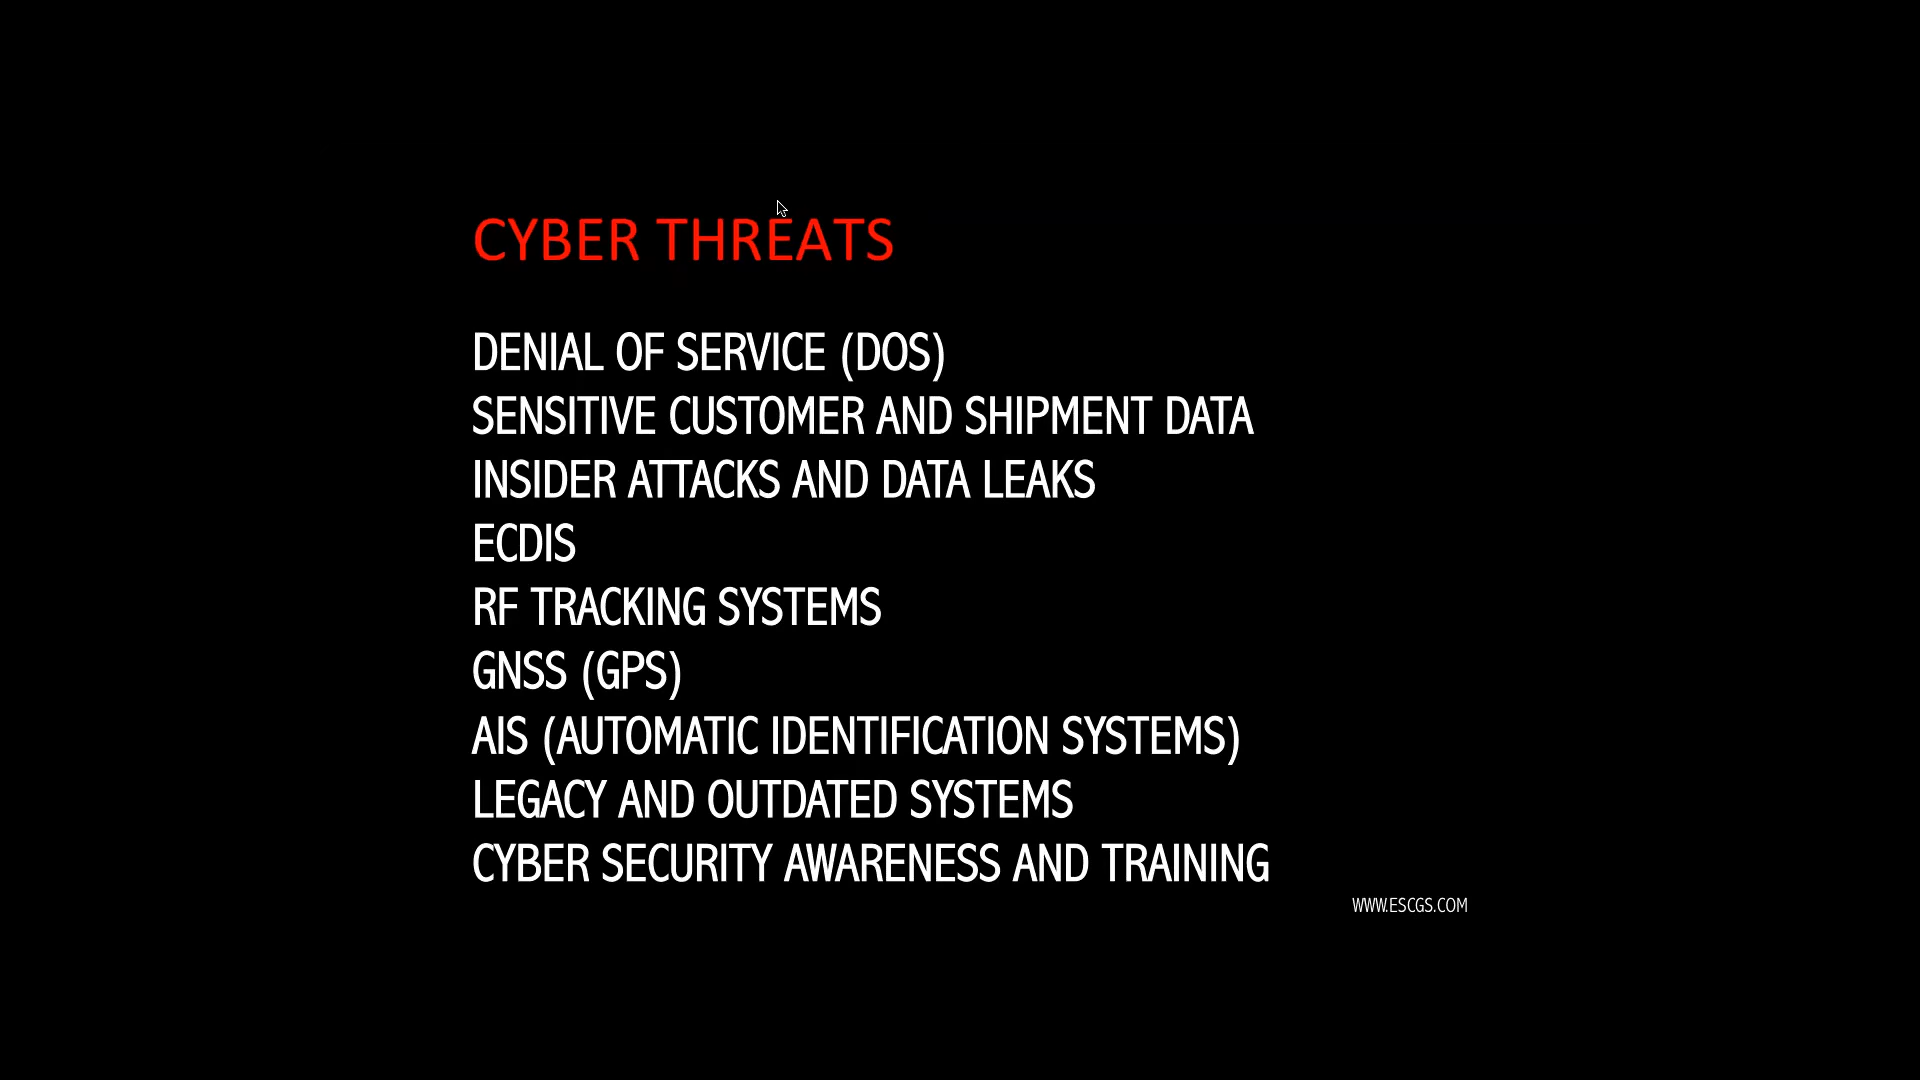 CYBER THREATS
DENIAL OF SERVICE (DOS)
SENSITIVE CUSTOMER AND SHIPMENT DATA
INSIDER ATTACKS AND DATA LEAKS
ECDIS
RF TRACKING SYSTEMS
GNSS (GPS)
AIS (AUTOMATIC IDENTIFICATION SYSTEMS)
LEGACY AND OUTDATED SYSTEMS
CYBER SECURITY AWARENESS AND TRAINING
WWW.ESCGS.COM